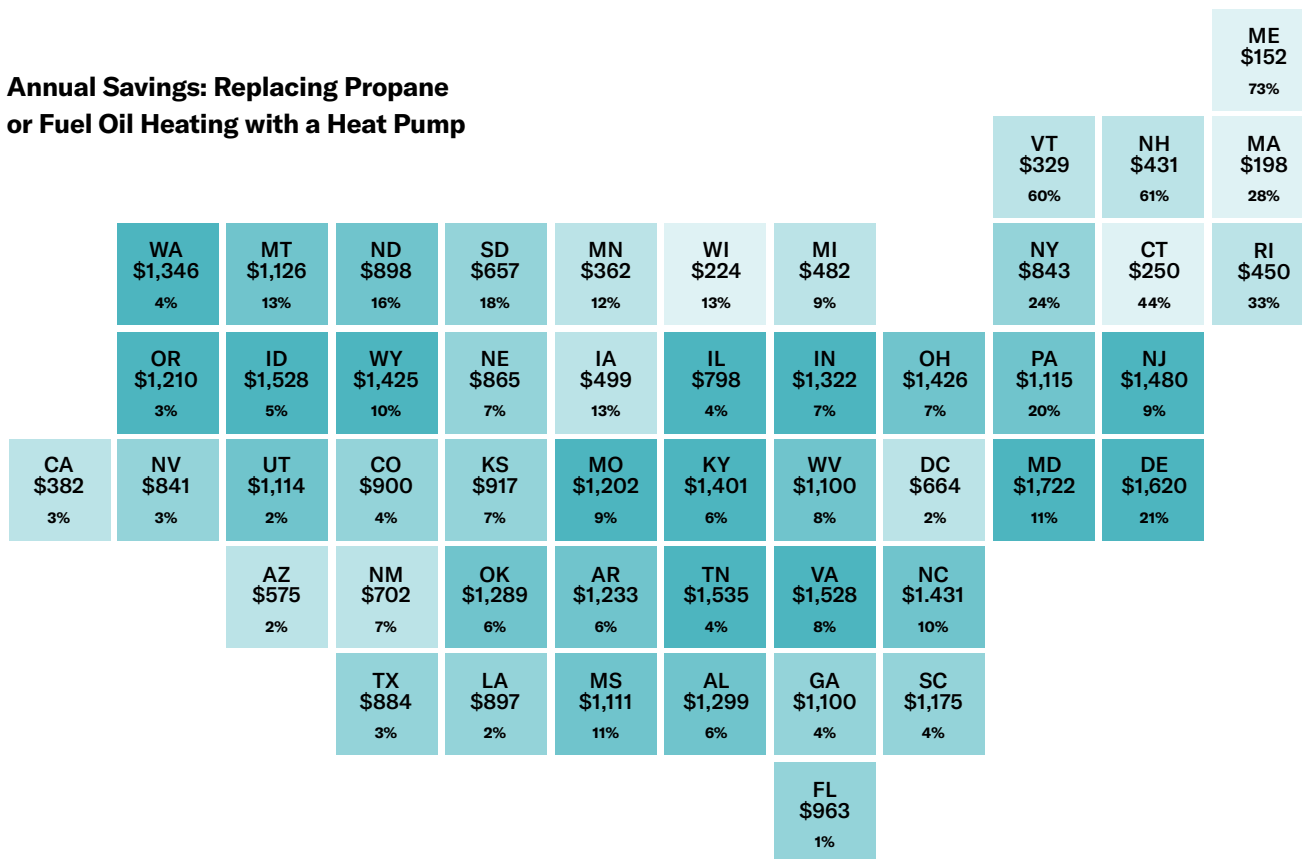 ME
$152
73%
Annual Savings: Replacing Propane
or Fuel Oil Heating with a Heat Pump
VT
$329
60%
NH
$431
61%
MA
$198
28%
WA
$1,346
4%
MT
$1,126
13%
ND
$898
16%
SD
$657
18%
MN
$362
12%
WI
$224
13%
MI
$482
9%
NY
$843
24%
CT
$250
44%
RI
$450
33%
OR
$1,210
3%
ID
$1,528
5%
WY
$1,425
10%
NE
$865
7%
IA
$499
13%
IL
$798
4%
IN
$1,322
7%
OH
$1,426
7%
PA
$1,115
20%
NJ
$1,480
9%
CA
$382
3%
NV
$841
3%
UT
$1,114
2%
CO
$900
4%
KS
$917
7%
MO
$1,202
9%
KY
$1,401
6%
WV
$1,100
8%
DC
$664
2%
MD
$1,722
11%
DE
$1,620
21%
AZ
$575
2%
NM
$702
7%
OK
$1,289
6%
AR
$1,233
6%
TN
$1,535
4%
VA
$1,528
8%
NC
$1.431
10%
TX
$884
3%
LA
$897
2%
MS
$1,111
11%
AL
$1,299
6%
GA
$1,100
4%
SC
$1,175
4%
FL
$963
1%